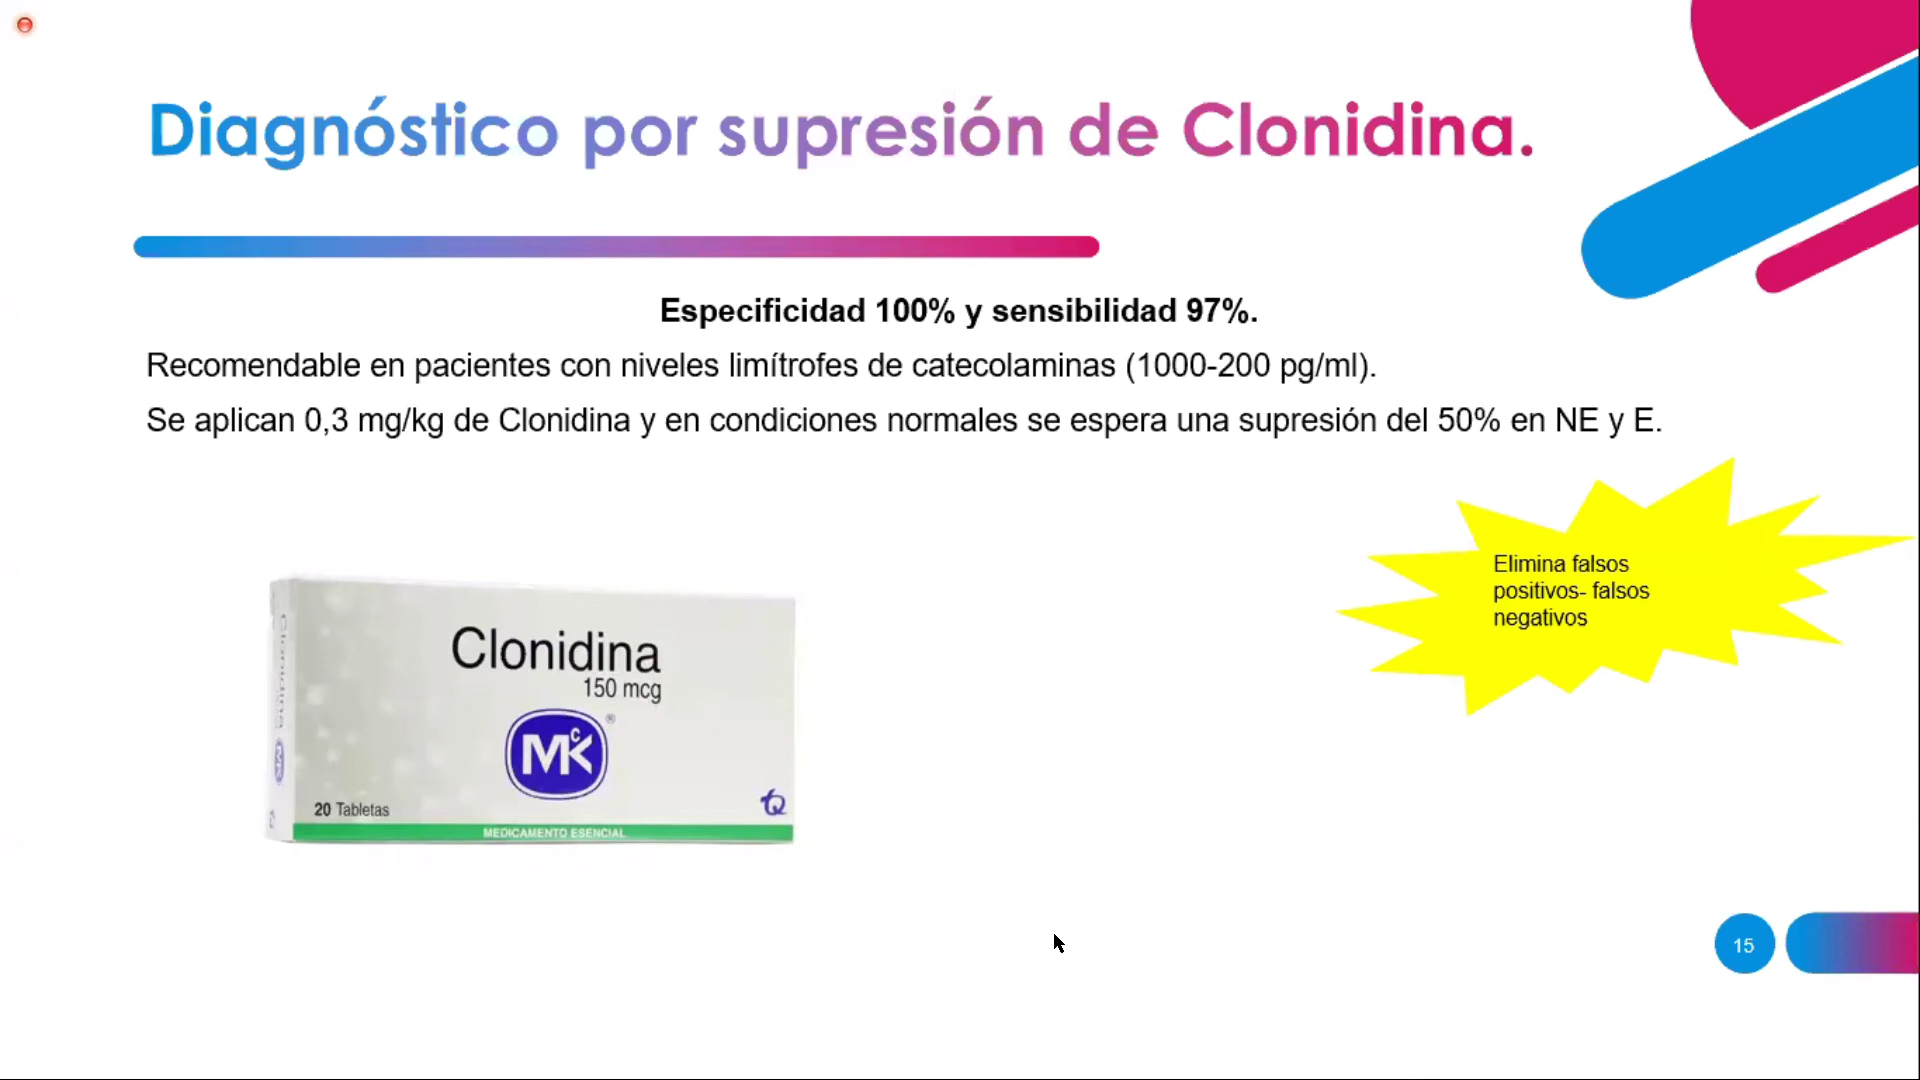 Diagnóstico por supresión de Clonidina.
Especificidad 100% y sensibilidad 97%.
Recomendable en pacientes con niveles limítrofes de catecolaminas (1000-200 pg/ml).
Se aplican 0,3 mg/kg de Clonidina y en condiciones normales se espera una supresión del 50% en NE y E.
Elimina falsos
positivos- falsos
negativos
Clonidina
150 mcg
Clonidina
MK
MCK
®
20 Tabletas
MEDICAMENTO ESENCIAL
15